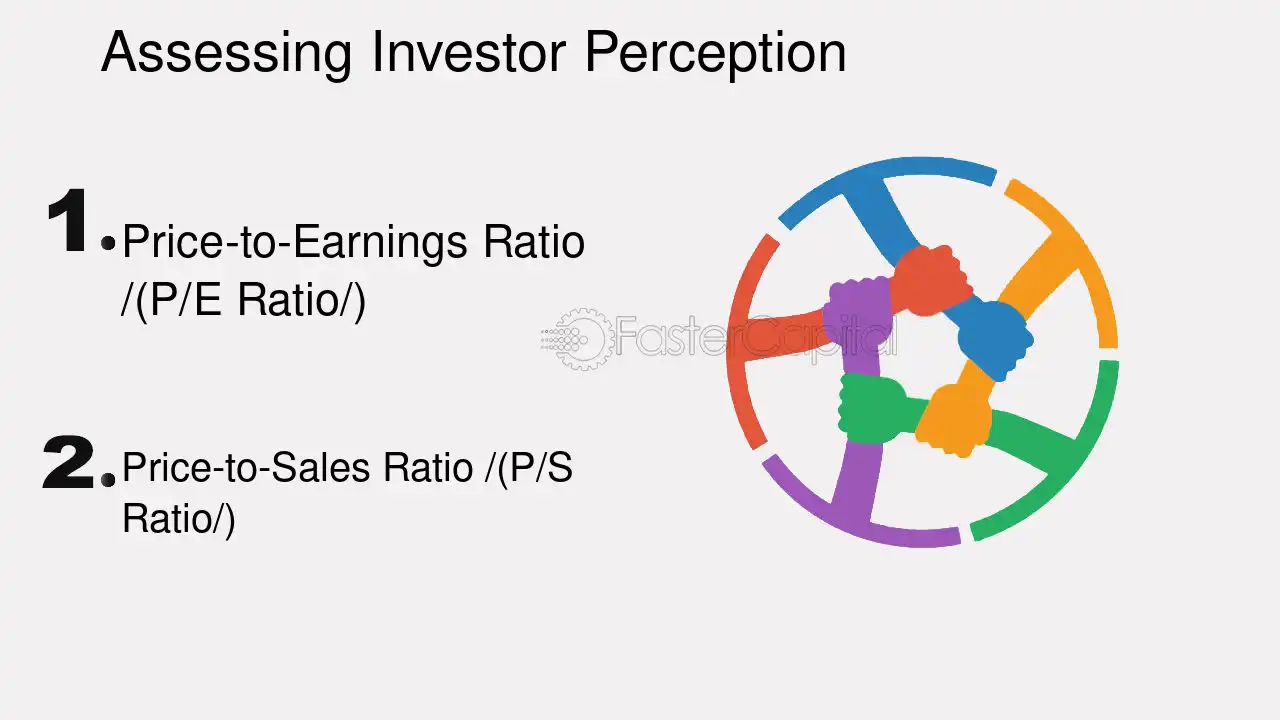 Assessing Investor Perception
1. Price-to-Earnings Ratio
/(P/E Ratio/)
FasterCapital
2. Price-to-Sales Ratio /(P/S
Ratio/)